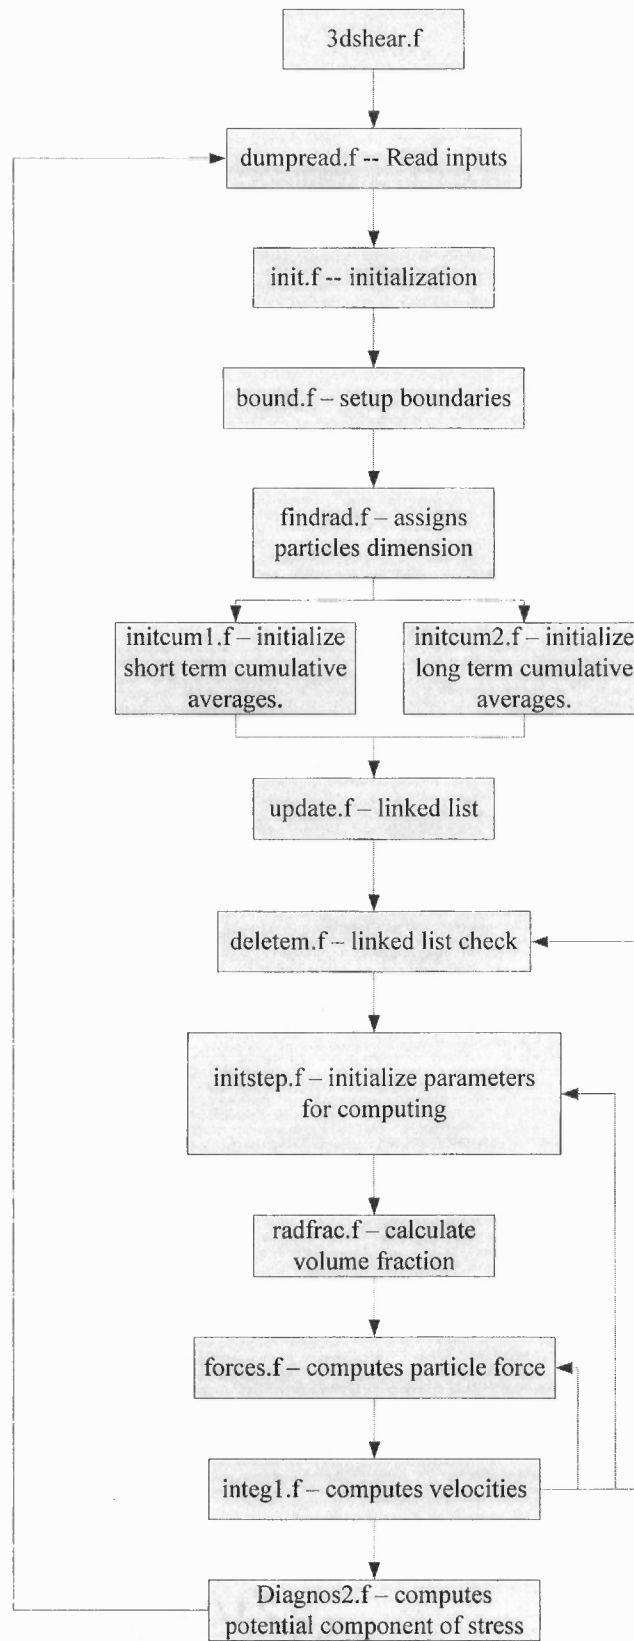 3dshear.f
dumpread.f -- Read inputs
init.f -- initialization
bound.f – setup boundaries
findrad.f – assigns
particles dimension
initcum1.f – initialize
short term cumulative
averages.
initcum2.f – initialize
long term cumulative
averages.
update.f – linked list
deletem.f – linked list check
initstep.f – initialize parameters
for computing
radfrac.f – calculate
volume fraction
forces.f – computes particle force
integ1.f – computes velocities
Diagnos2.f – computes
potential component of stress